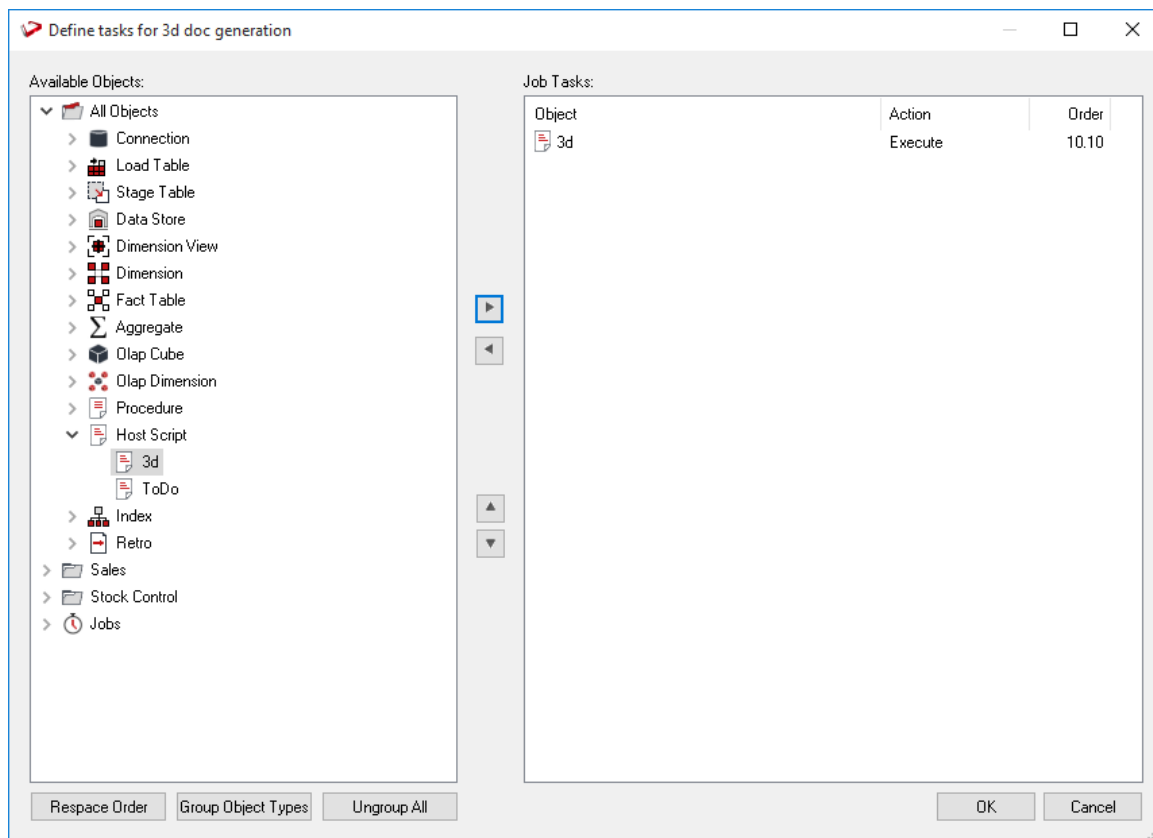 Define tasks for 3d doc generation
Available Objects:
All Objects
Connection
Load Table
Stage Table
Data Store
Dimension View
Dimension
Fact Table
Aggregate
Olap Cube
Olap Dimension
Procedure
Host Script
3d
ToDo
Index
Retro
Sales
Stock Control
Jobs
Job Tasks:
Object Action Order
3d Execute 10.10
Respace Order Group Object Types Ungroup All OK Cancel